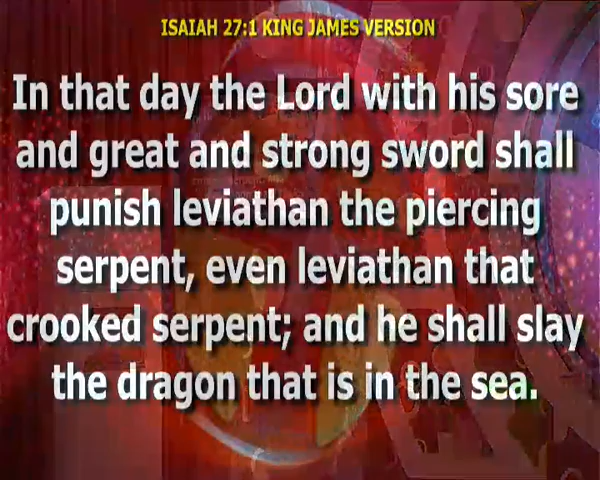 ISAIAH 27:1 KING JAMES VERSION
In that day the Lord with his sore
and great and strong sword shall
punish leviathan the piercing
serpent, even leviathan that
crooked serpent; and he shall slay
the dragon that is in the sea.